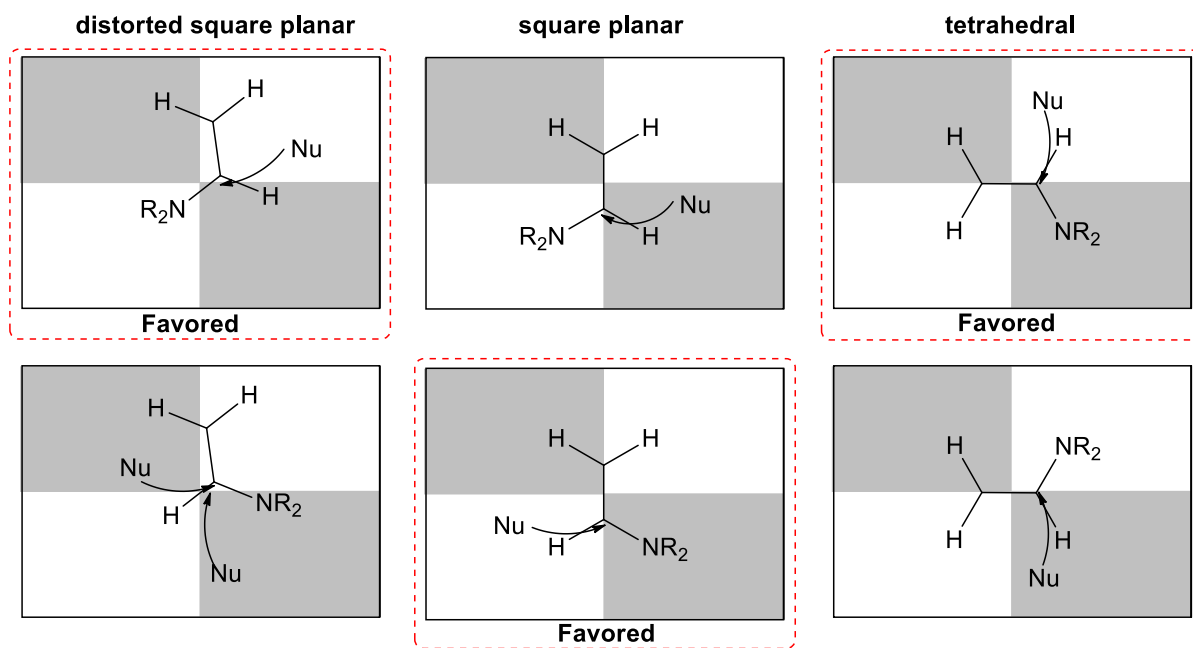 distorted square planar
square planar
tetrahedral
H
H
Nu
H
R₂N
Favored
H
H
Nu
R₂N
H
Nu
H
H
H
NR₂
Favored
H
H
Nu
H
NR₂
Nu
H
H
Nu
H
NR₂
Favored
H
NR₂
H
H
Nu